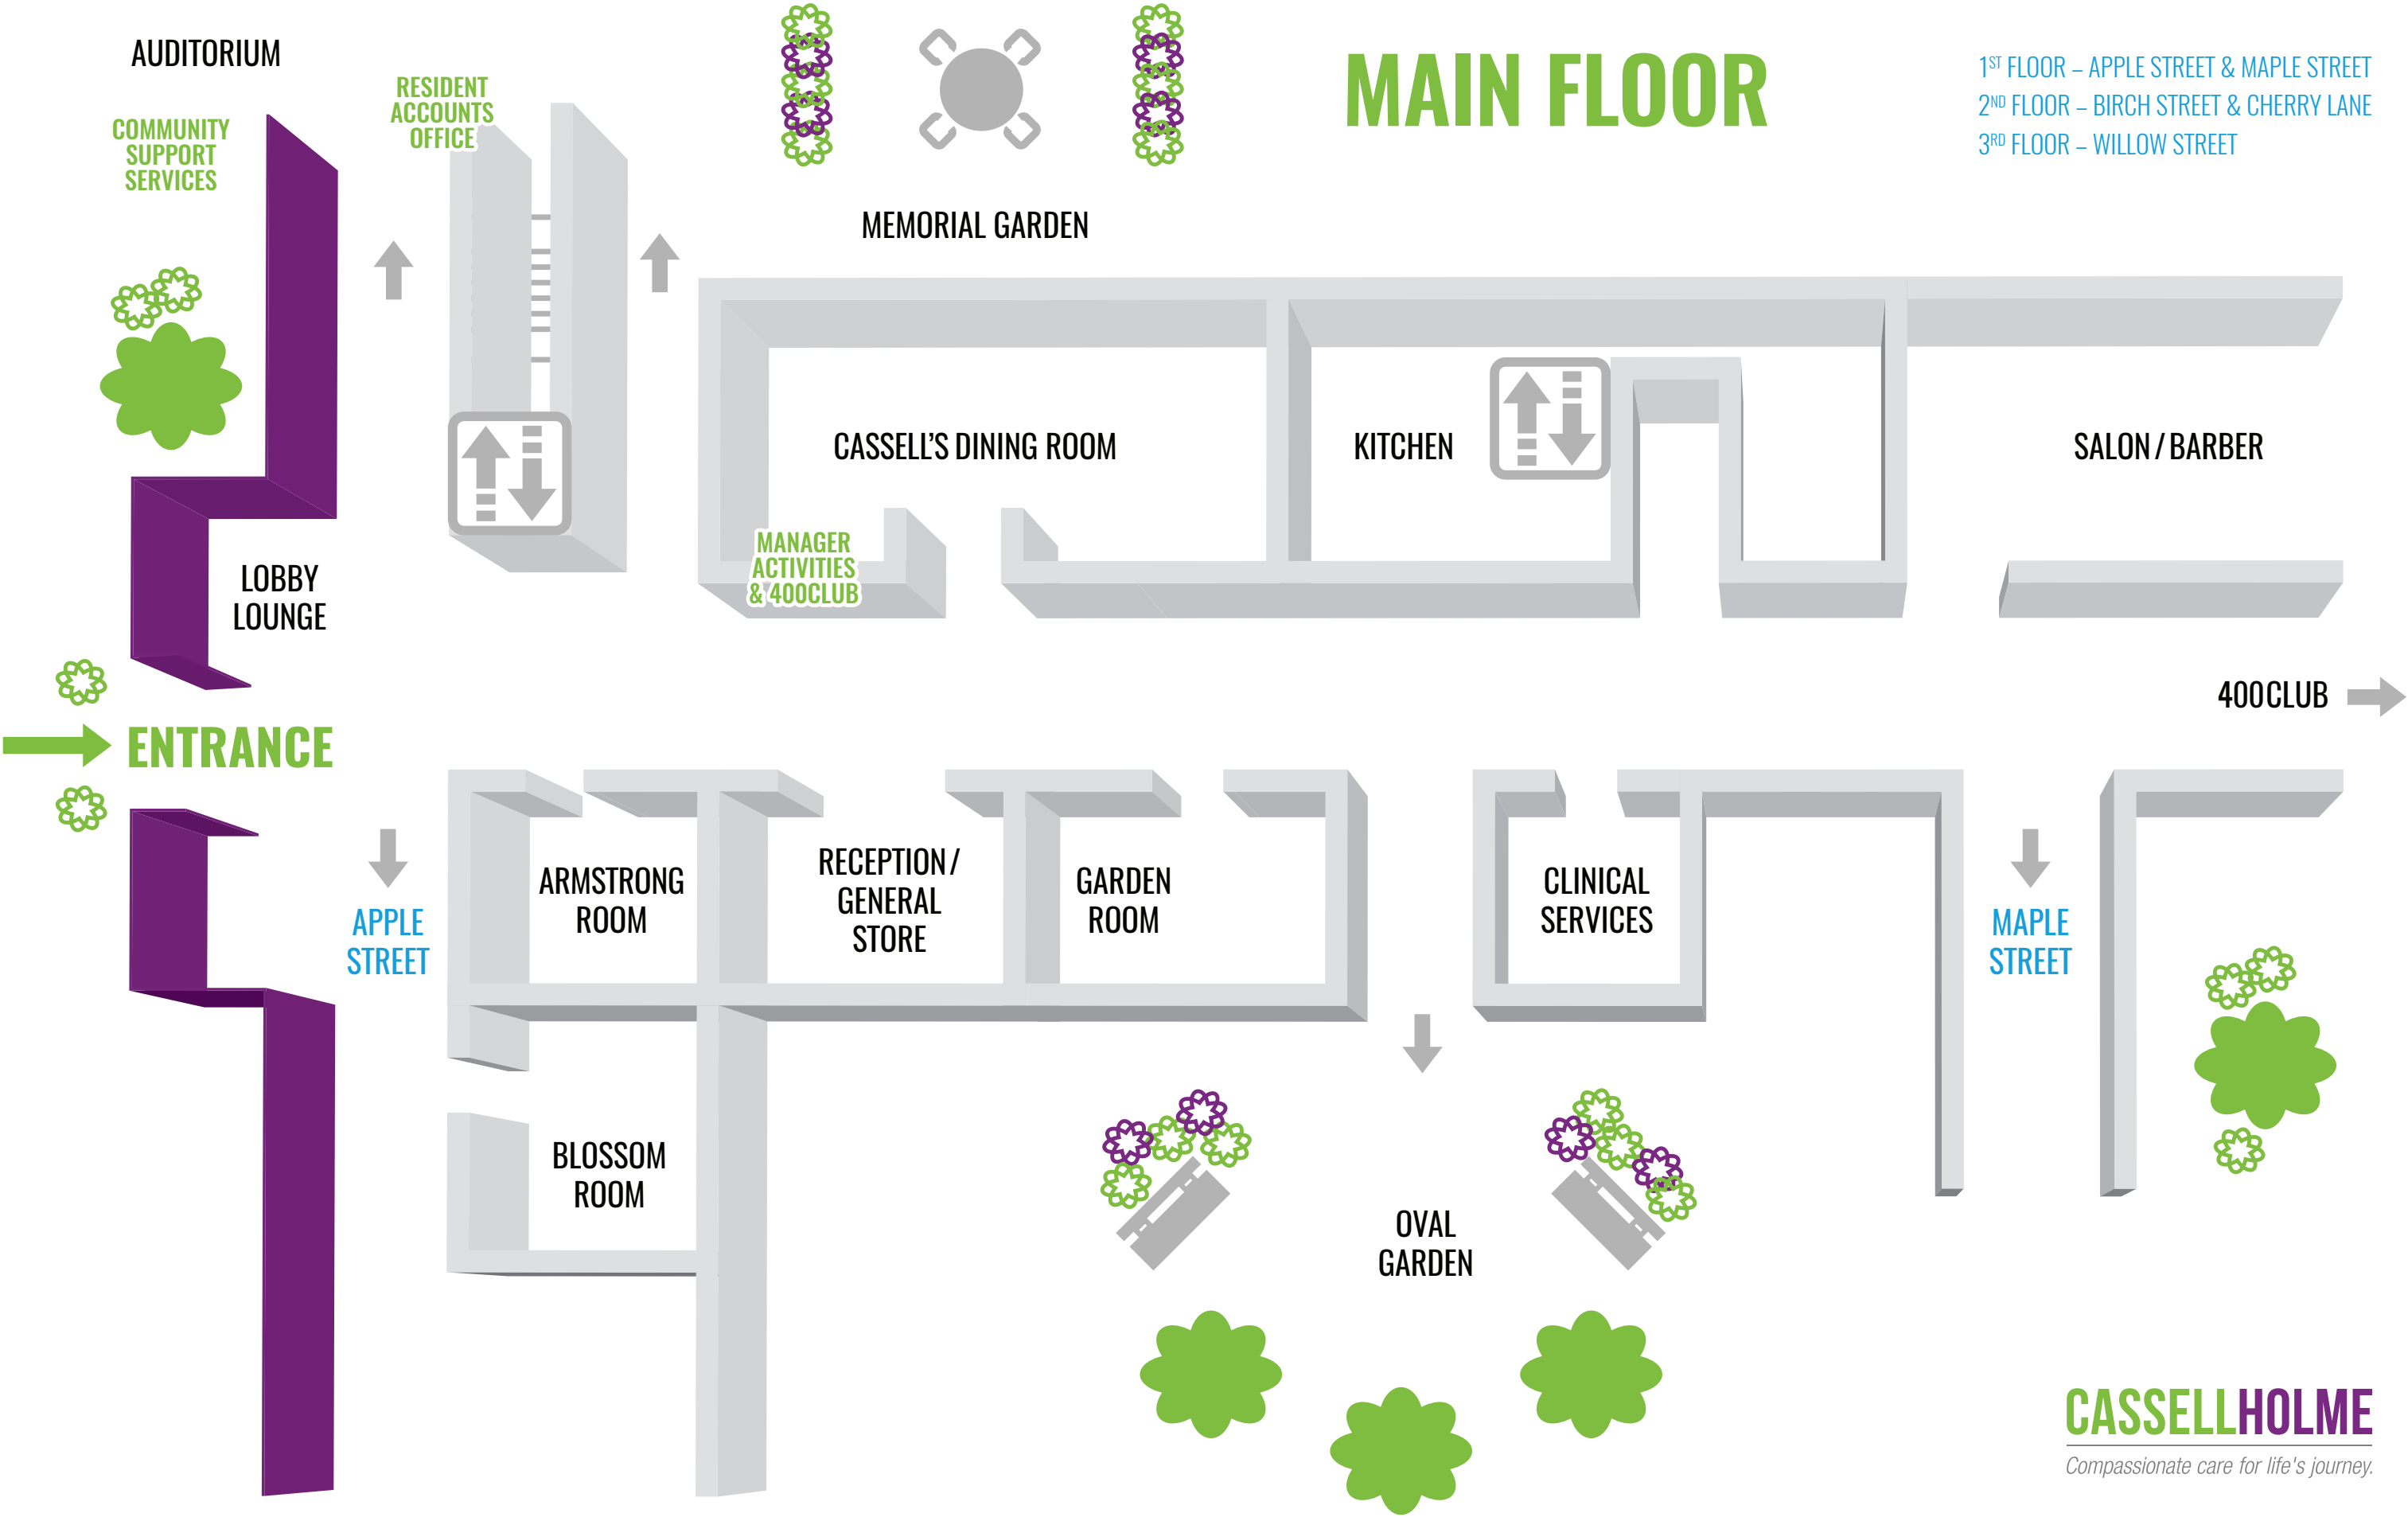 AUDITORIUM
COMMUNITY
SUPPORT
SERVICES
RESIDENT
ACCOUNTS
OFFICE
MEMORIAL GARDEN
MAIN FLOOR
1ST FLOOR – APPLE STREET & MAPLE STREET
2ND FLOOR – BIRCH STREET & CHERRY LANE
3RD FLOOR – WILLOW STREET
CASSELL'S DINING ROOM
KITCHEN
SALON / BARBER
MANAGER
ACTIVITIES
& 400CLUB
LOBBY
LOUNGE
400CLUB
ENTRANCE
APPLE
STREET
ARMSTRONG
ROOM
RECEPTION /
GENERAL
STORE
GARDEN
ROOM
CLINICAL
SERVICES
MAPLE
STREET
BLOSSOM
ROOM
OVAL
GARDEN
CASSELLHOLME
Compassionate care for life's journey.